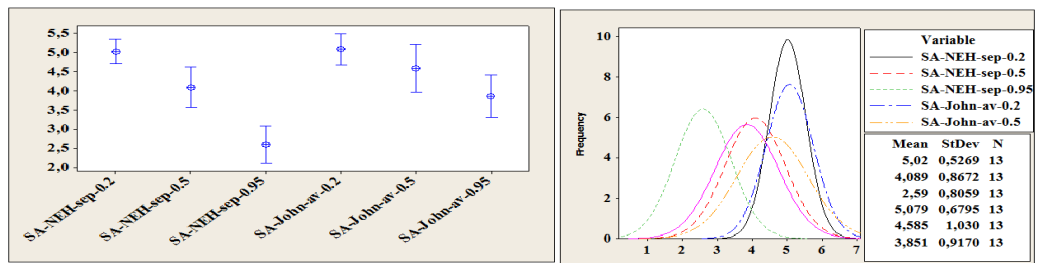 5,5
5,0
4,5
4,0
3,5
3,0
2,5
2,0
SA-NEH-sep-0.2
SA-NEH-sep-0.5
SA-NEH-sep-0.95
SA-John-av-0.2
SA-John-av-0.5
SA-John-av-0.95
Frequency
10
8
6
4
2
0
1 2 3 4 5 6 7
Variable
SA-NEH-sep-0.2
SA-NEH-sep-0.5
SA-NEH-sep-0.95
SA-John-av-0.2
SA-John-av-0.5
Mean StDev N
5,02 0,5269 13
4,089 0,8672 13
2,59 0,8059 13
5,079 0,6795 13
4,585 1,030 13
3,851 0,9170 13